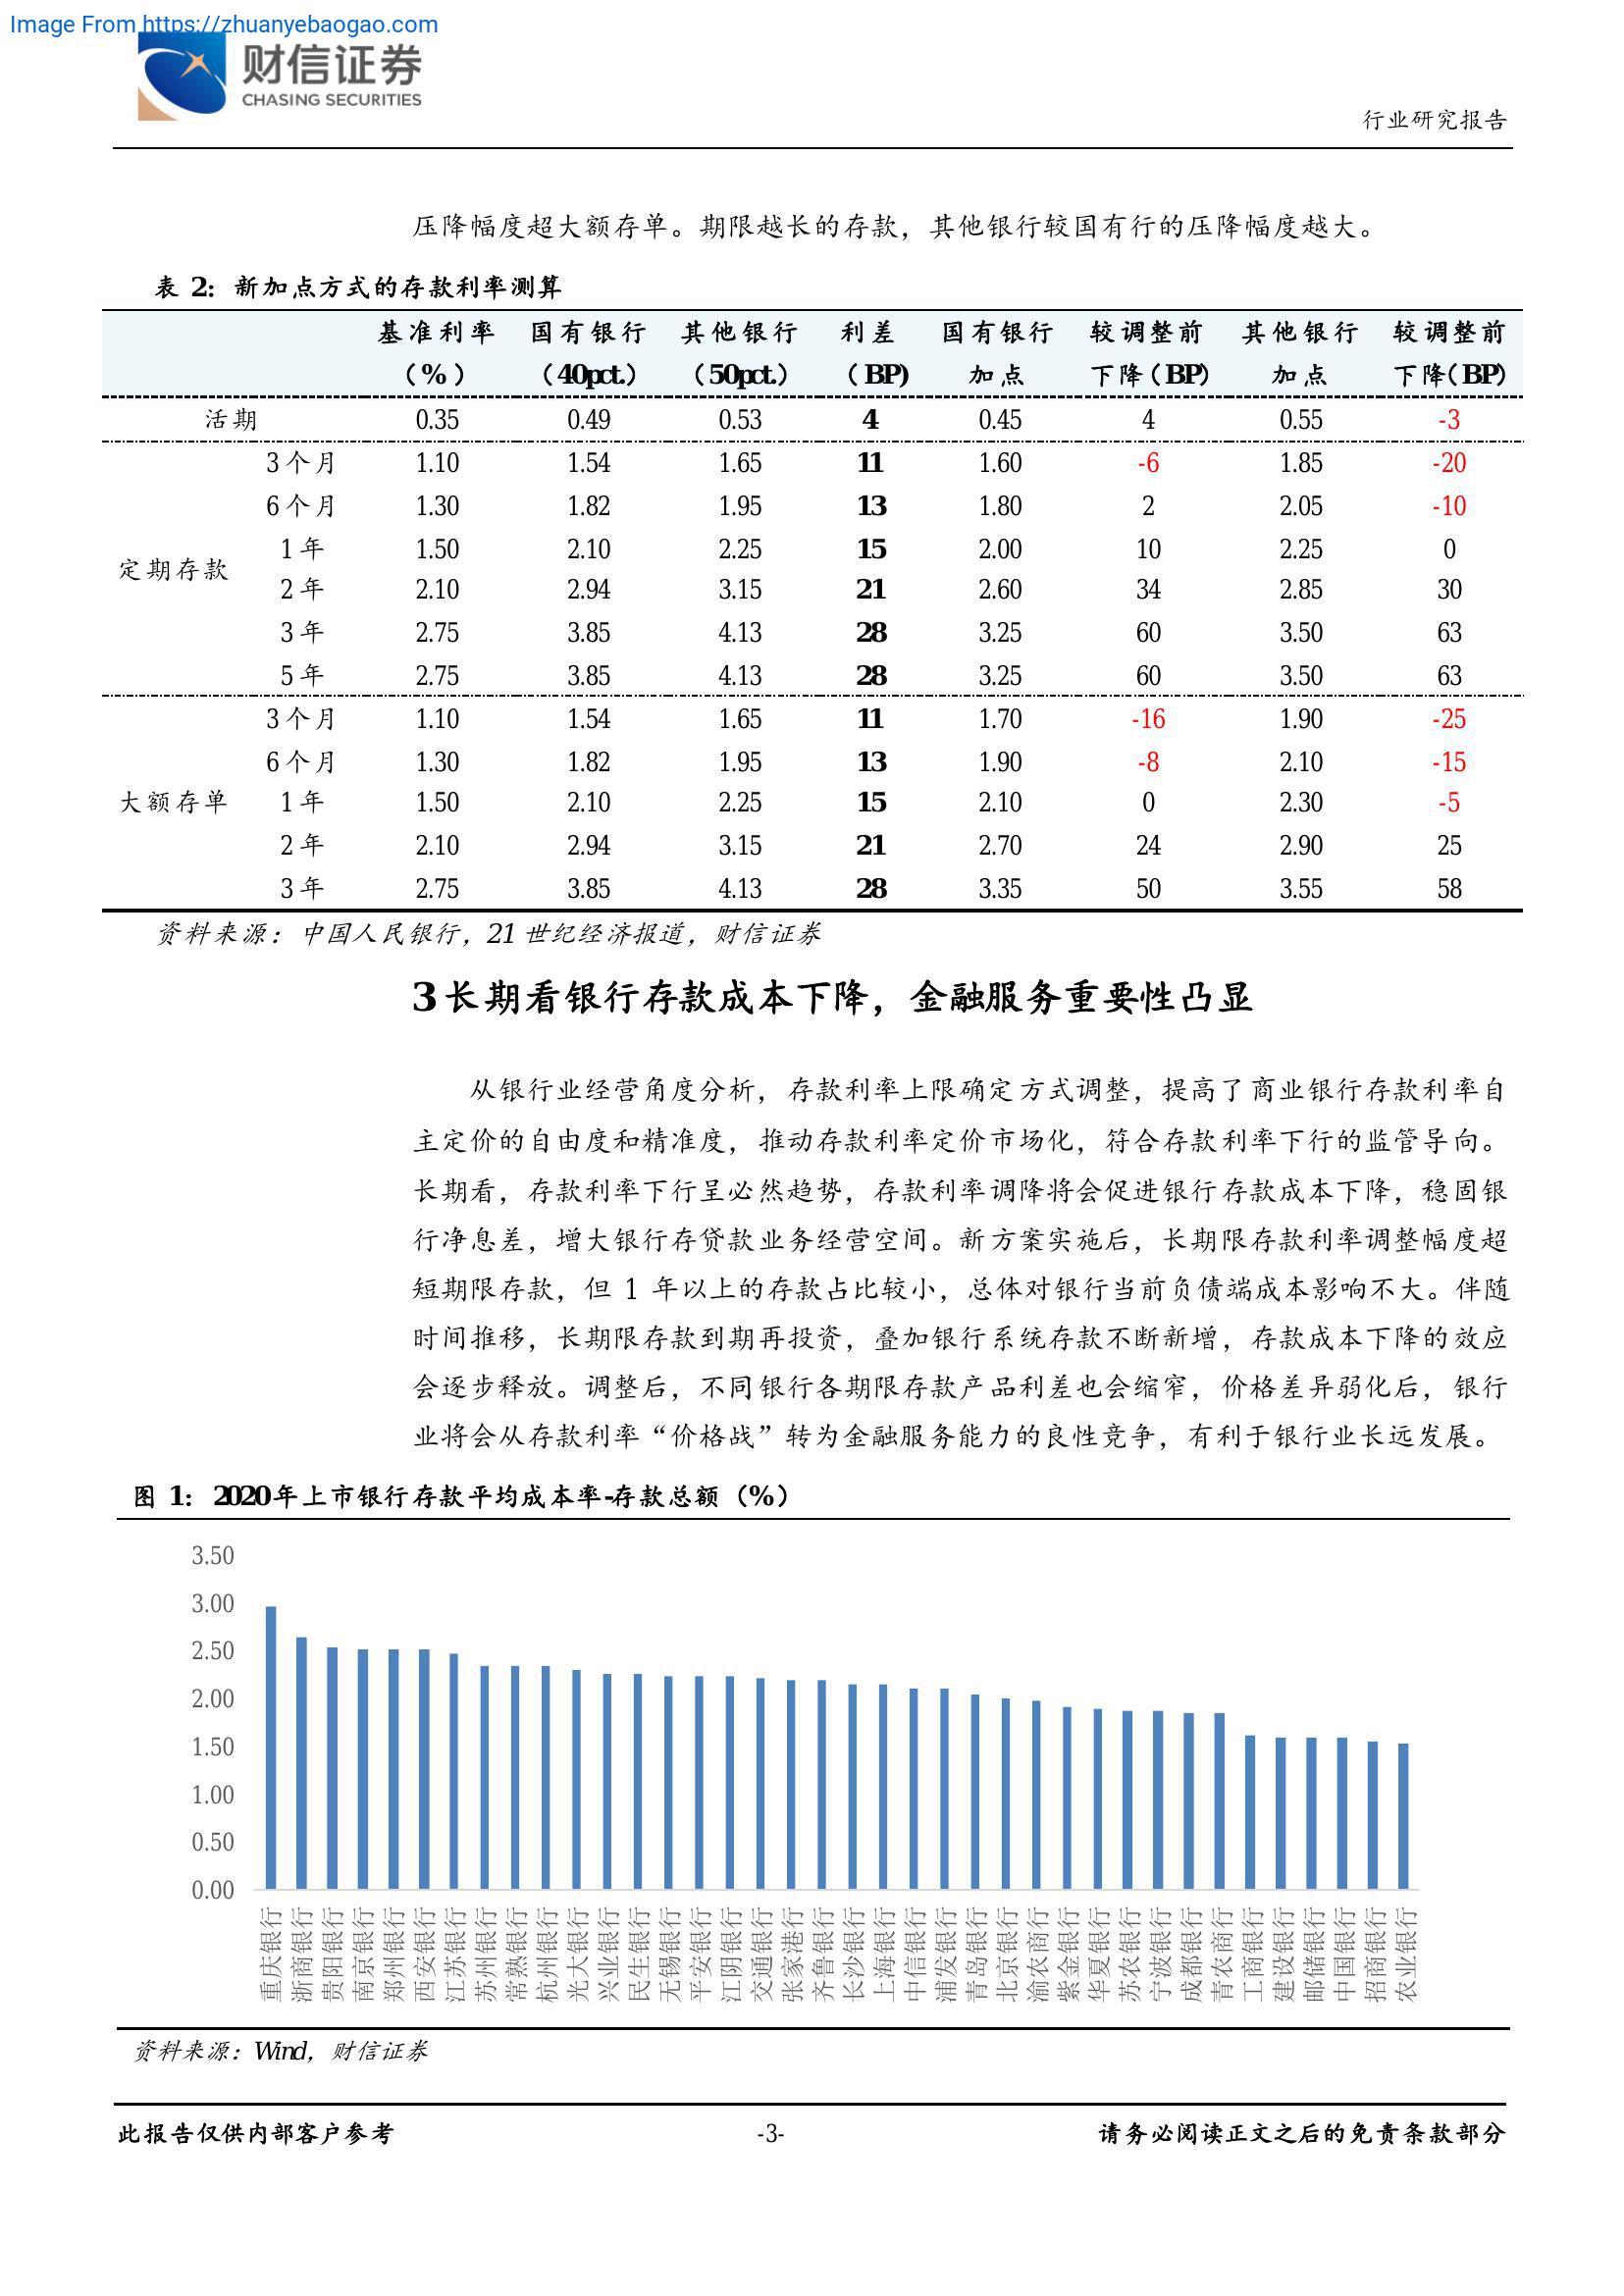 Image From https://zhuanyebaogao.com
财信证券
CHASING SECURITIES
行业研究报告
压降幅度超大额存单。期限越长的存款，其他银行较国有行的压降幅度越大。
表 2：新加点方式的存款利率测算
基准利率（%） 国有银行（40pct.） 其他银行（50pct.） 利差（BP） 国有银行加点 较调整前下降（BP） 其他银行加点 较调整前下降（BP）
活期 0.35 0.49 0.53 4 0.45 4 0.55 -3
定期存款
3个月 1.10 1.54 1.65 11 1.60 -6 1.85 -20
6个月 1.30 1.82 1.95 13 1.80 2 2.05 -10
1年 1.50 2.10 2.25 15 2.00 10 2.25 0
2年 2.10 2.94 3.15 21 2.60 34 2.85 30
3年 2.75 3.85 4.13 28 3.25 60 3.50 63
5年 2.75 3.85 4.13 28 3.25 60 3.50 63
大额存单
3个月 1.10 1.54 1.65 11 1.70 -16 1.90 -25
6个月 1.30 1.82 1.95 13 1.90 -8 2.10 -15
1年 1.50 2.10 2.25 15 2.10 0 2.30 -5
2年 2.10 2.94 3.15 21 2.70 24 2.90 25
3年 2.75 3.85 4.13 28 3.35 50 3.55 58
资料来源：中国人民银行，21世纪经济报道，财信证券
3长期看银行存款成本下降，金融服务重要性凸显
从银行业经营角度分析，存款利率上限确定方式调整，提高了商业银行存款利率自
主定价的自由度和精准度，推动存款利率定价市场化，符合存款利率下行的监管导向。
长期看，存款利率下行呈必然趋势，存款利率调降将会促进银行存款成本下降，稳固银
行净息差，增大银行存贷款业务经营空间。新方案实施后，长期限存款利率调整幅度超
短期限存款，但 1 年以上的存款占比较小，总体对银行当前负债端成本影响不大。伴随
时间推移，长期限存款到期再投资，叠加银行系统存款不断新增，存款成本下降的效应
会逐步释放。调整后，不同银行各期限存款产品利差也会缩窄，价格差异弱化后，银行
业将会从存款利率“价格战”转为金融服务能力的良性竞争，有利于银行业长远发展。
图 1：2020年上市银行存款平均成本率-存款总额（%）
3.50
3.00
2.50
2.00
1.50
1.00
0.50
0.00
重庆银行
浙商银行
贵阳银行
南京银行
郑州银行
西安银行
江苏银行
苏州银行
常熟银行
杭州银行
光大银行
兴业银行
民生银行
无锡银行
平安银行
江阴银行
交通银行
张家港行
齐鲁银行
长沙银行
上海银行
中信银行
浦发银行
青岛银行
北京银行
渝农商行
紫金银行
华夏银行
苏农银行
宁波银行
成都银行
青农商行
工商银行
建设银行
邮储银行
中国银行
招商银行
农业银行
资料来源：Wind，财信证券
此报告仅供内部客户参考
-3-
请务必阅读正文之后的免责条款部分